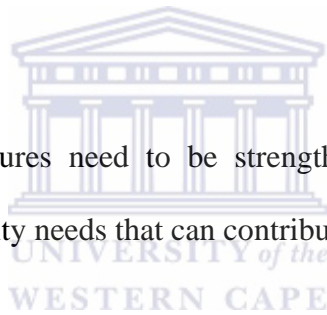 ures need to be strength
ty needs that can contribu
UNIVERSITY of the
WESTERN CAPE